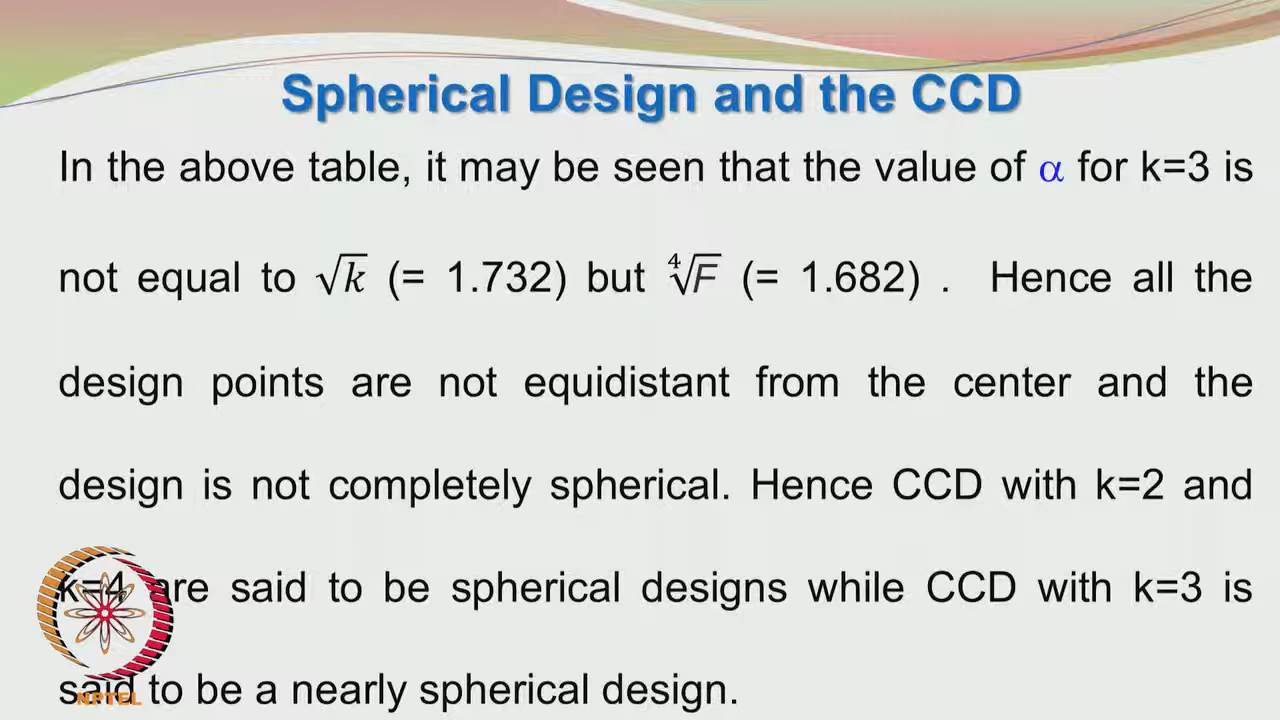 Spherical Design and the CCD
In the above table, it may be seen that the value of α for k=3 is
not equal to √k (= 1.732) but ∜F (= 1.682) . Hence all the
design points are not equidistant from the center and the
design is not completely spherical. Hence CCD with k=2 and
k=4 are said to be spherical designs while CCD with k=3 is
said to be a nearly spherical design.
NPTEL